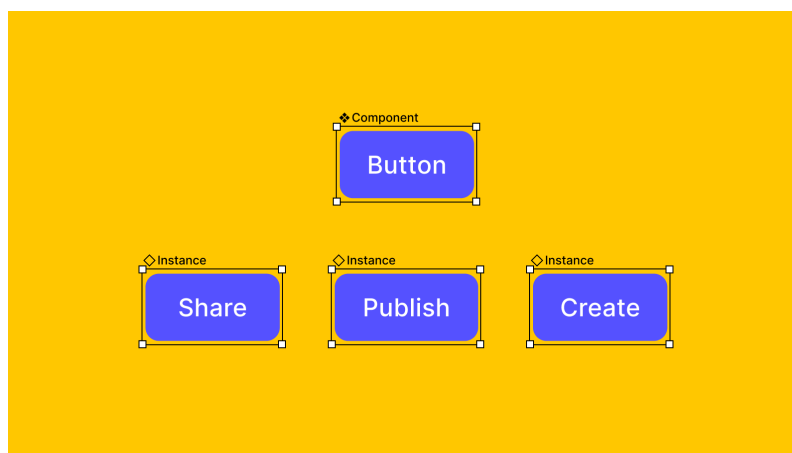 Component
Button
Instance
Instance
Instance
Share
Publish
Create